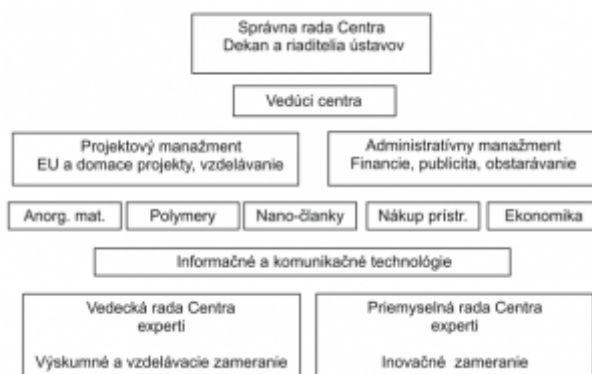 Správna rada Centra
Dekan a riaditelia ústavov
Vedúci centra
Projektový manažment
EU a domace projekty, vzdelávanie
Administratívny manažment
Financie, publicita, obstarávanie
Anorg. mat.
Polymery
Nano-članky
Nákup prístr.
Ekonomika
Informačné a komunikačné technológie
Vedecká rada Centra
experti
Výskumné a vzdelávacie zameranie
Priemyselná rada Centra
experti
Inovačné zameranie